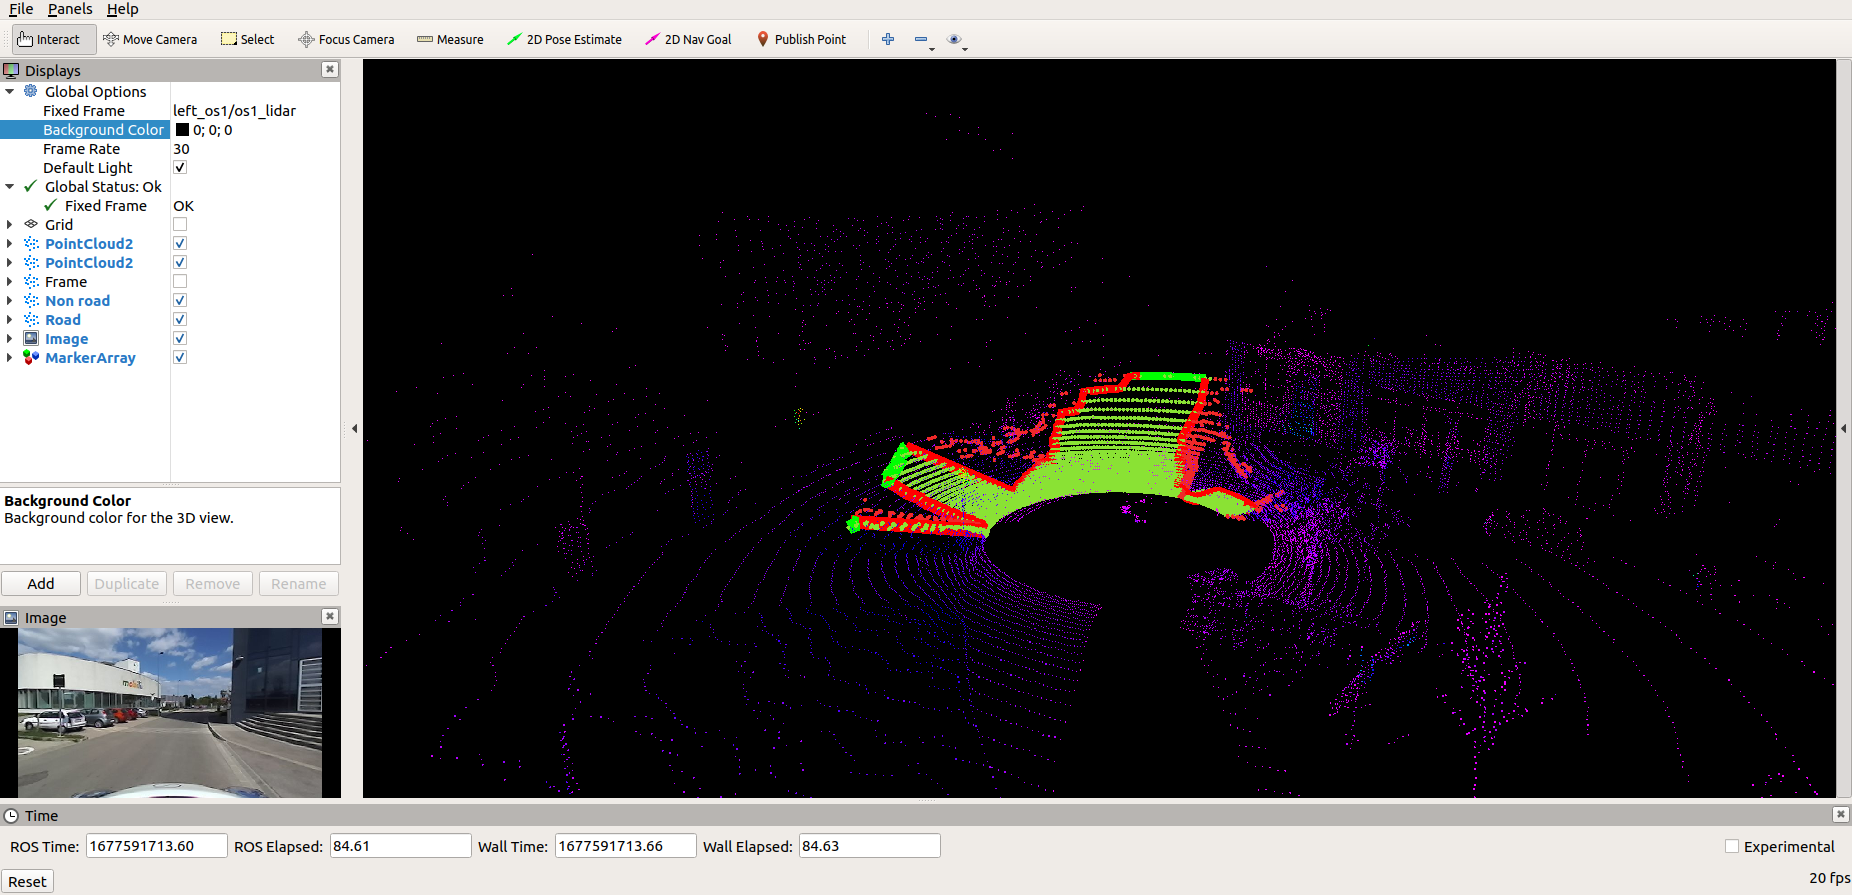 File Panels Help
Interact Move Camera Select Focus Camera Measure 2D Pose Estimate 2D Nav Goal Publish Point
Displays
Global Options
Fixed Frame left_os1/os1_lidar
Background Color 0; 0; 0
Frame Rate 30
Default Light
Global Status: Ok
Fixed Frame OK
Grid
PointCloud2
PointCloud2
Frame
Non road
Road
Image
MarkerArray
Background Color
Background color for the 3D view.
Add Duplicate Remove Rename
Image
Time
ROS Time: 1677591713.60 ROS Elapsed: 84.61 Wall Time: 1677591713.66 Wall Elapsed: 84.63 Experimental
Reset 20 fps